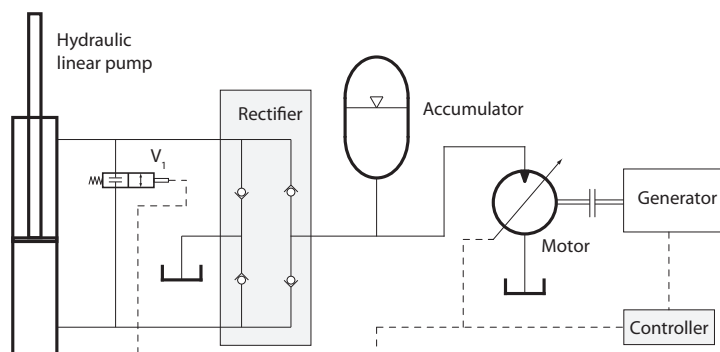 Hydraulic
linear pump
Rectifier
Accumulator
V1
Generator
Motor
Controller